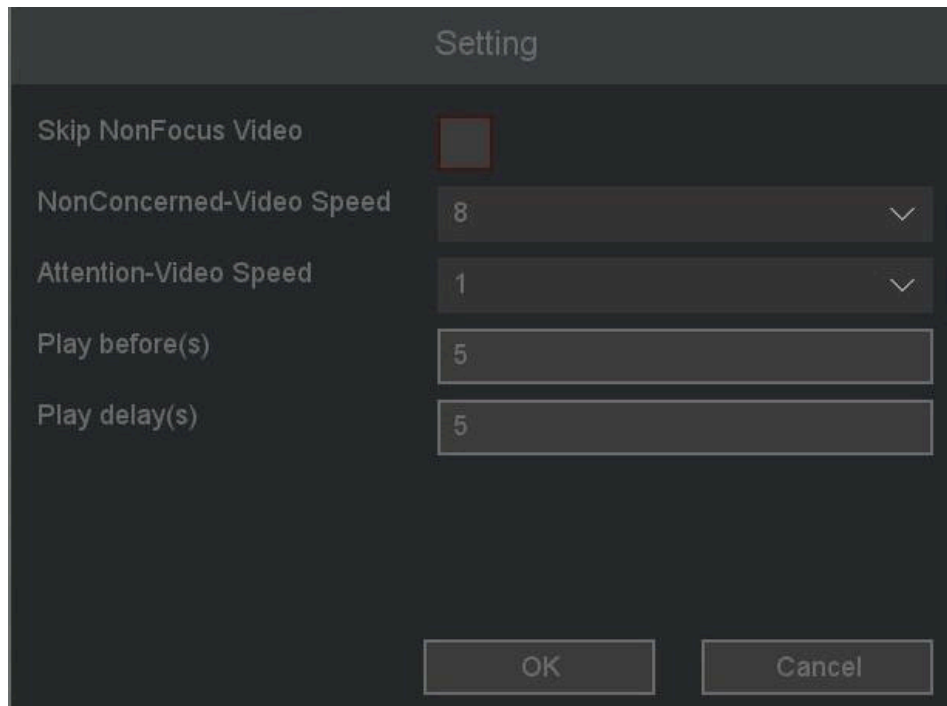 Setting
Skip NonFocus Video
NonConcerned-Video Speed 8
Attention-Video Speed 1
Play before(s) 5
Play delay(s) 5
OK Cancel